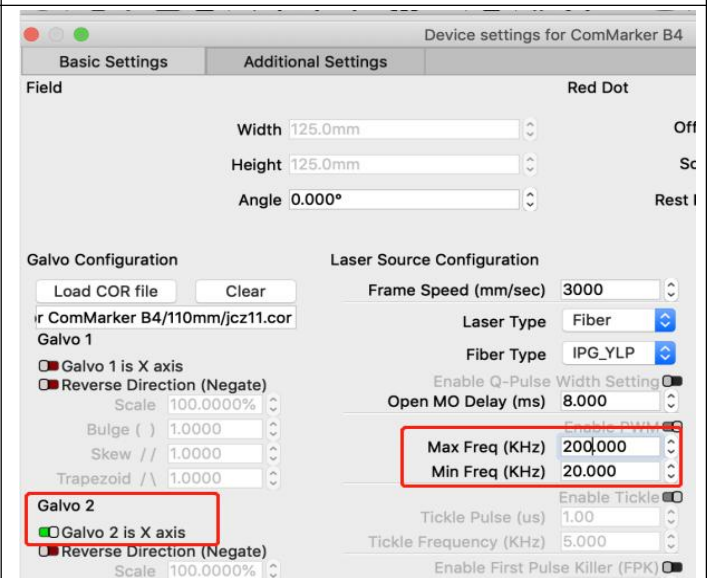 Device settings for ComMarker B4
Basic Settings
Additional Settings
Field
Red Dot
Width 125.0mm
Off
Height 125.0mm
Sc
Angle 0.000°
Rest
Galvo Configuration
Laser Source Configuration
Load COR file
Clear
Frame Speed (mm/sec) 3000
r ComMarker B4/110mm/jcz11.cor
Laser Type Fiber
Galvo 1
Fiber Type IPG_YLP
Galvo 1 is X axis
Enable Q-Pulse Width Setting
Reverse Direction (Negate)
Open MO Delay (ms) 8.000
Scale 100.0000%
Enable PWM
Bulge ( ) 1.0000
Max Freq (KHz) 200.000
Skew // 1.0000
Min Freq (KHz) 20.000
Trapezoid /\ 1.0000
Enable Tickle
Galvo 2
Tickle Pulse (us) 1.00
Galvo 2 is X axis
Tickle Frequency (KHz) 5.000
Reverse Direction (Negate)
Enable First Pulse Killer (FPK)
Scale 100.0000%